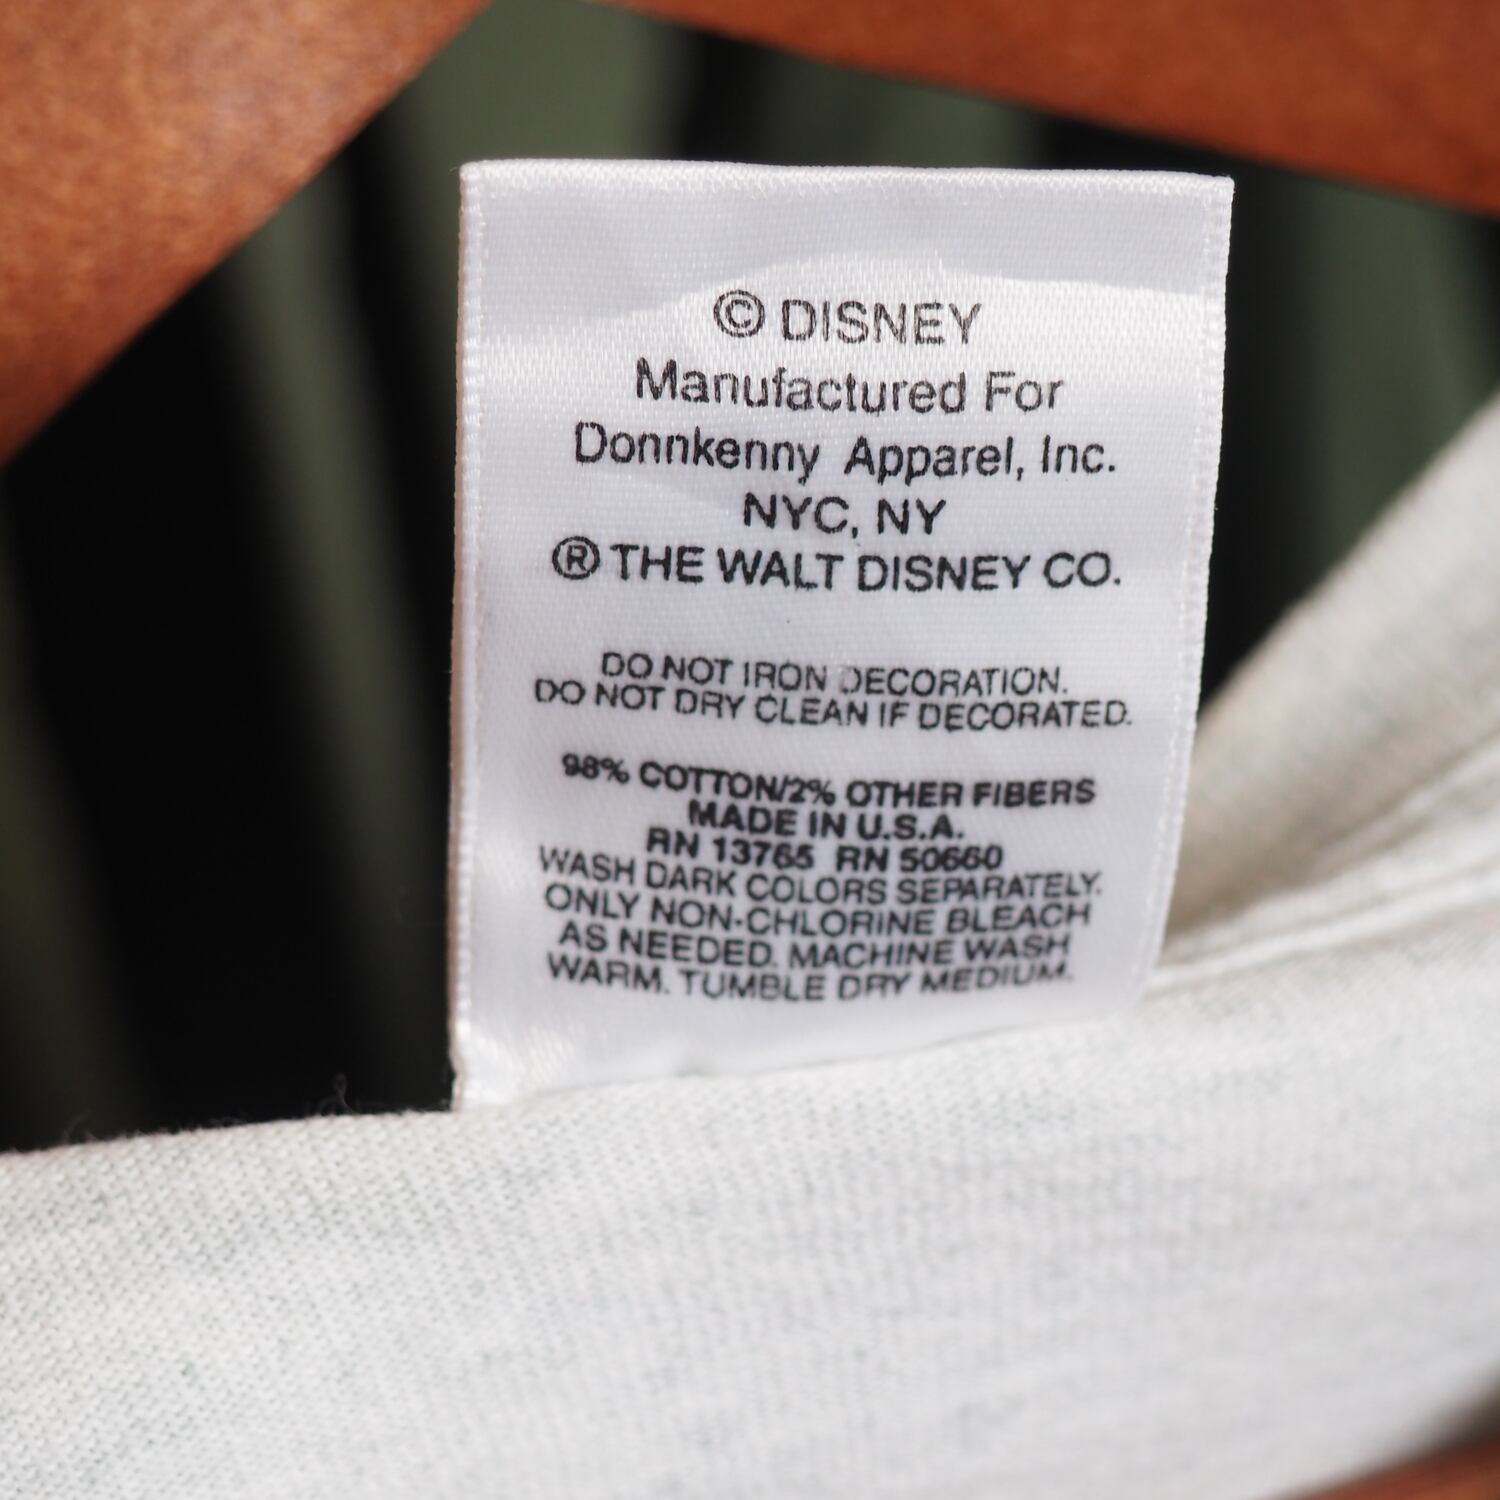 © DISNEY
Manufactured For
Donnkenny Apparel, Inc.
NYC, NY
® THE WALT DISNEY CO.
DO NOT IRON DECORATION.
DO NOT DRY CLEAN IF DECORATED.
98% COTTON/2% OTHER FIBERS
MADE IN U.S.A.
RN 13765 RN 50660
WASH DARK COLORS SEPARATELY.
ONLY NON-CHLORINE BLEACH
AS NEEDED. MACHINE WASH
WARM. TUMBLE DRY MEDIUM.